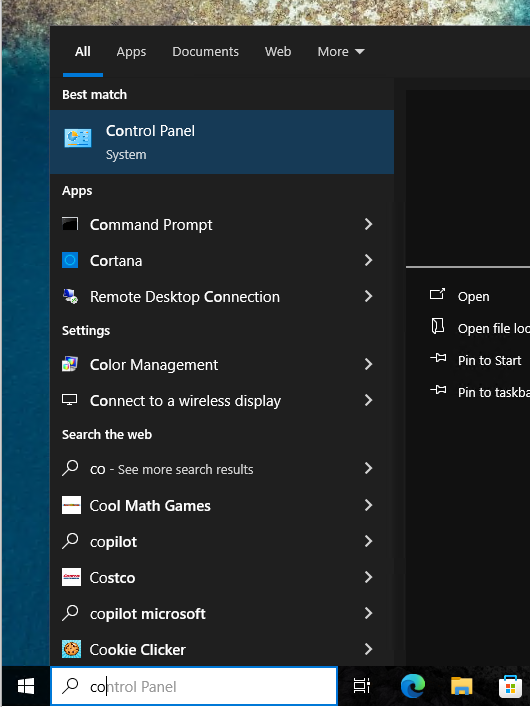 All Apps Documents Web More
Best match
Control Panel
System
Apps
Command Prompt
Cortana
Remote Desktop Connection
Settings
Color Management
Connect to a wireless display
Search the web
co - See more search results
Cool Math Games
copilot
Costco
copilot microsoft
Cookie Clicker
control Panel
Open
Open file loc
Pin to Start
Pin to taskba